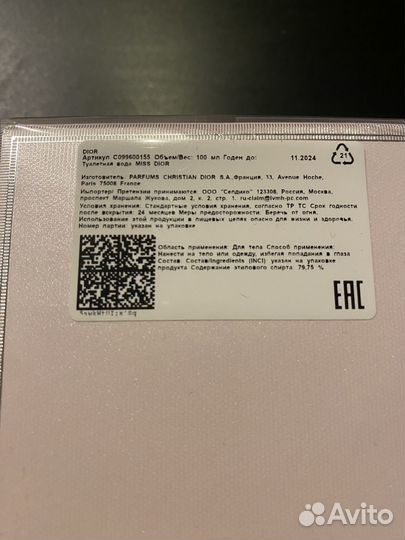 DIOR
Артикул C099600155 Объем/Вес: 100 мл Годен до: 11.2024
Туалетная вода MISS DIOR
Изготовитель: PARFUMS CHRISTIAN DIOR S.A.,Франция, 13, Avenue Hoche,
Paris 75008 France
Импортер/ Претензии принимаются: ООО "Селдико" 123308, Россия, Москва,
проспект Маршала Жукова, дом 2, к. 2, стр. 1. ru-claim@lvmh-pc.com
Условия хранения: Стандартные условия хранения, согласно ТР ТС Срок годности
после вскрытия: 24 месяцев Меры предосторожности: Беречь от огня.
Использование этой продукции в пищевых целях опасно для жизни и здоровья.
Номер партии: указан на упаковке
Область применения: Для тела Способ применения:
Нанести на тело или одежду, избегая попадания в глаза
Состав: Состав/Ingredients (INCI) указан на упаковке
продукта Содержание этилового спирта: 79,75 %
21
EAC
Avito